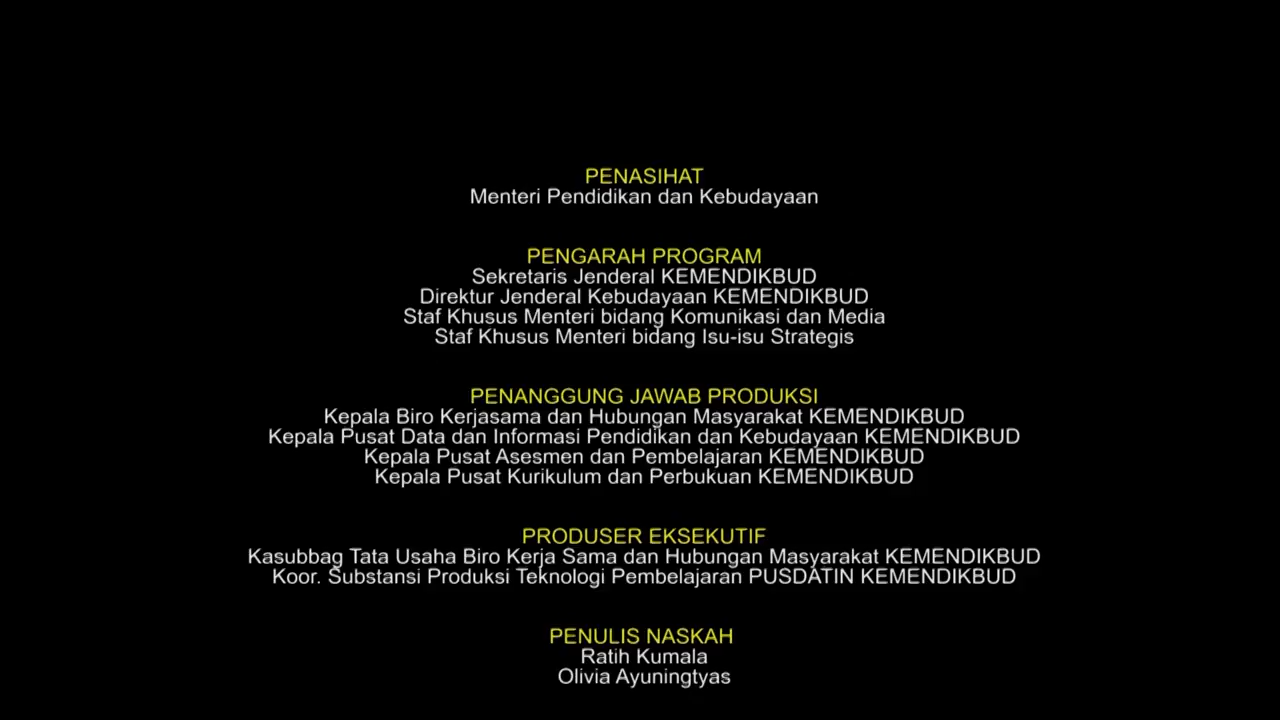 PENASIHAT
Menteri Pendidikan dan Kebudayaan
PENGARAH PROGRAM
Sekretaris Jenderal KEMENDIKBUD
Direktur Jenderal Kebudayaan KEMENDIKBUD
Staf Khusus Menteri bidang Komunikasi dan Media
Staf Khusus Menteri bidang Isu-isu Strategis
PENANGGUNG JAWAB PRODUKSI
Kepala Biro Kerjasama dan Hubungan Masyarakat KEMENDIKBUD
Kepala Pusat Data dan Informasi Pendidikan dan Kebudayaan KEMENDIKBUD
Kepala Pusat Asesmen dan Pembelajaran KEMENDIKBUD
Kepala Pusat Kurikulum dan Perbukuan KEMENDIKBUD
PRODUSER EKSEKUTIF
Kasubbag Tata Usaha Biro Kerja Sama dan Hubungan Masyarakat KEMENDIKBUD
Koor. Substansi Produksi Teknologi Pembelajaran PUSDATIN KEMENDIKBUD
PENULIS NASKAH
Ratih Kumala
Olivia Ayuningtyas